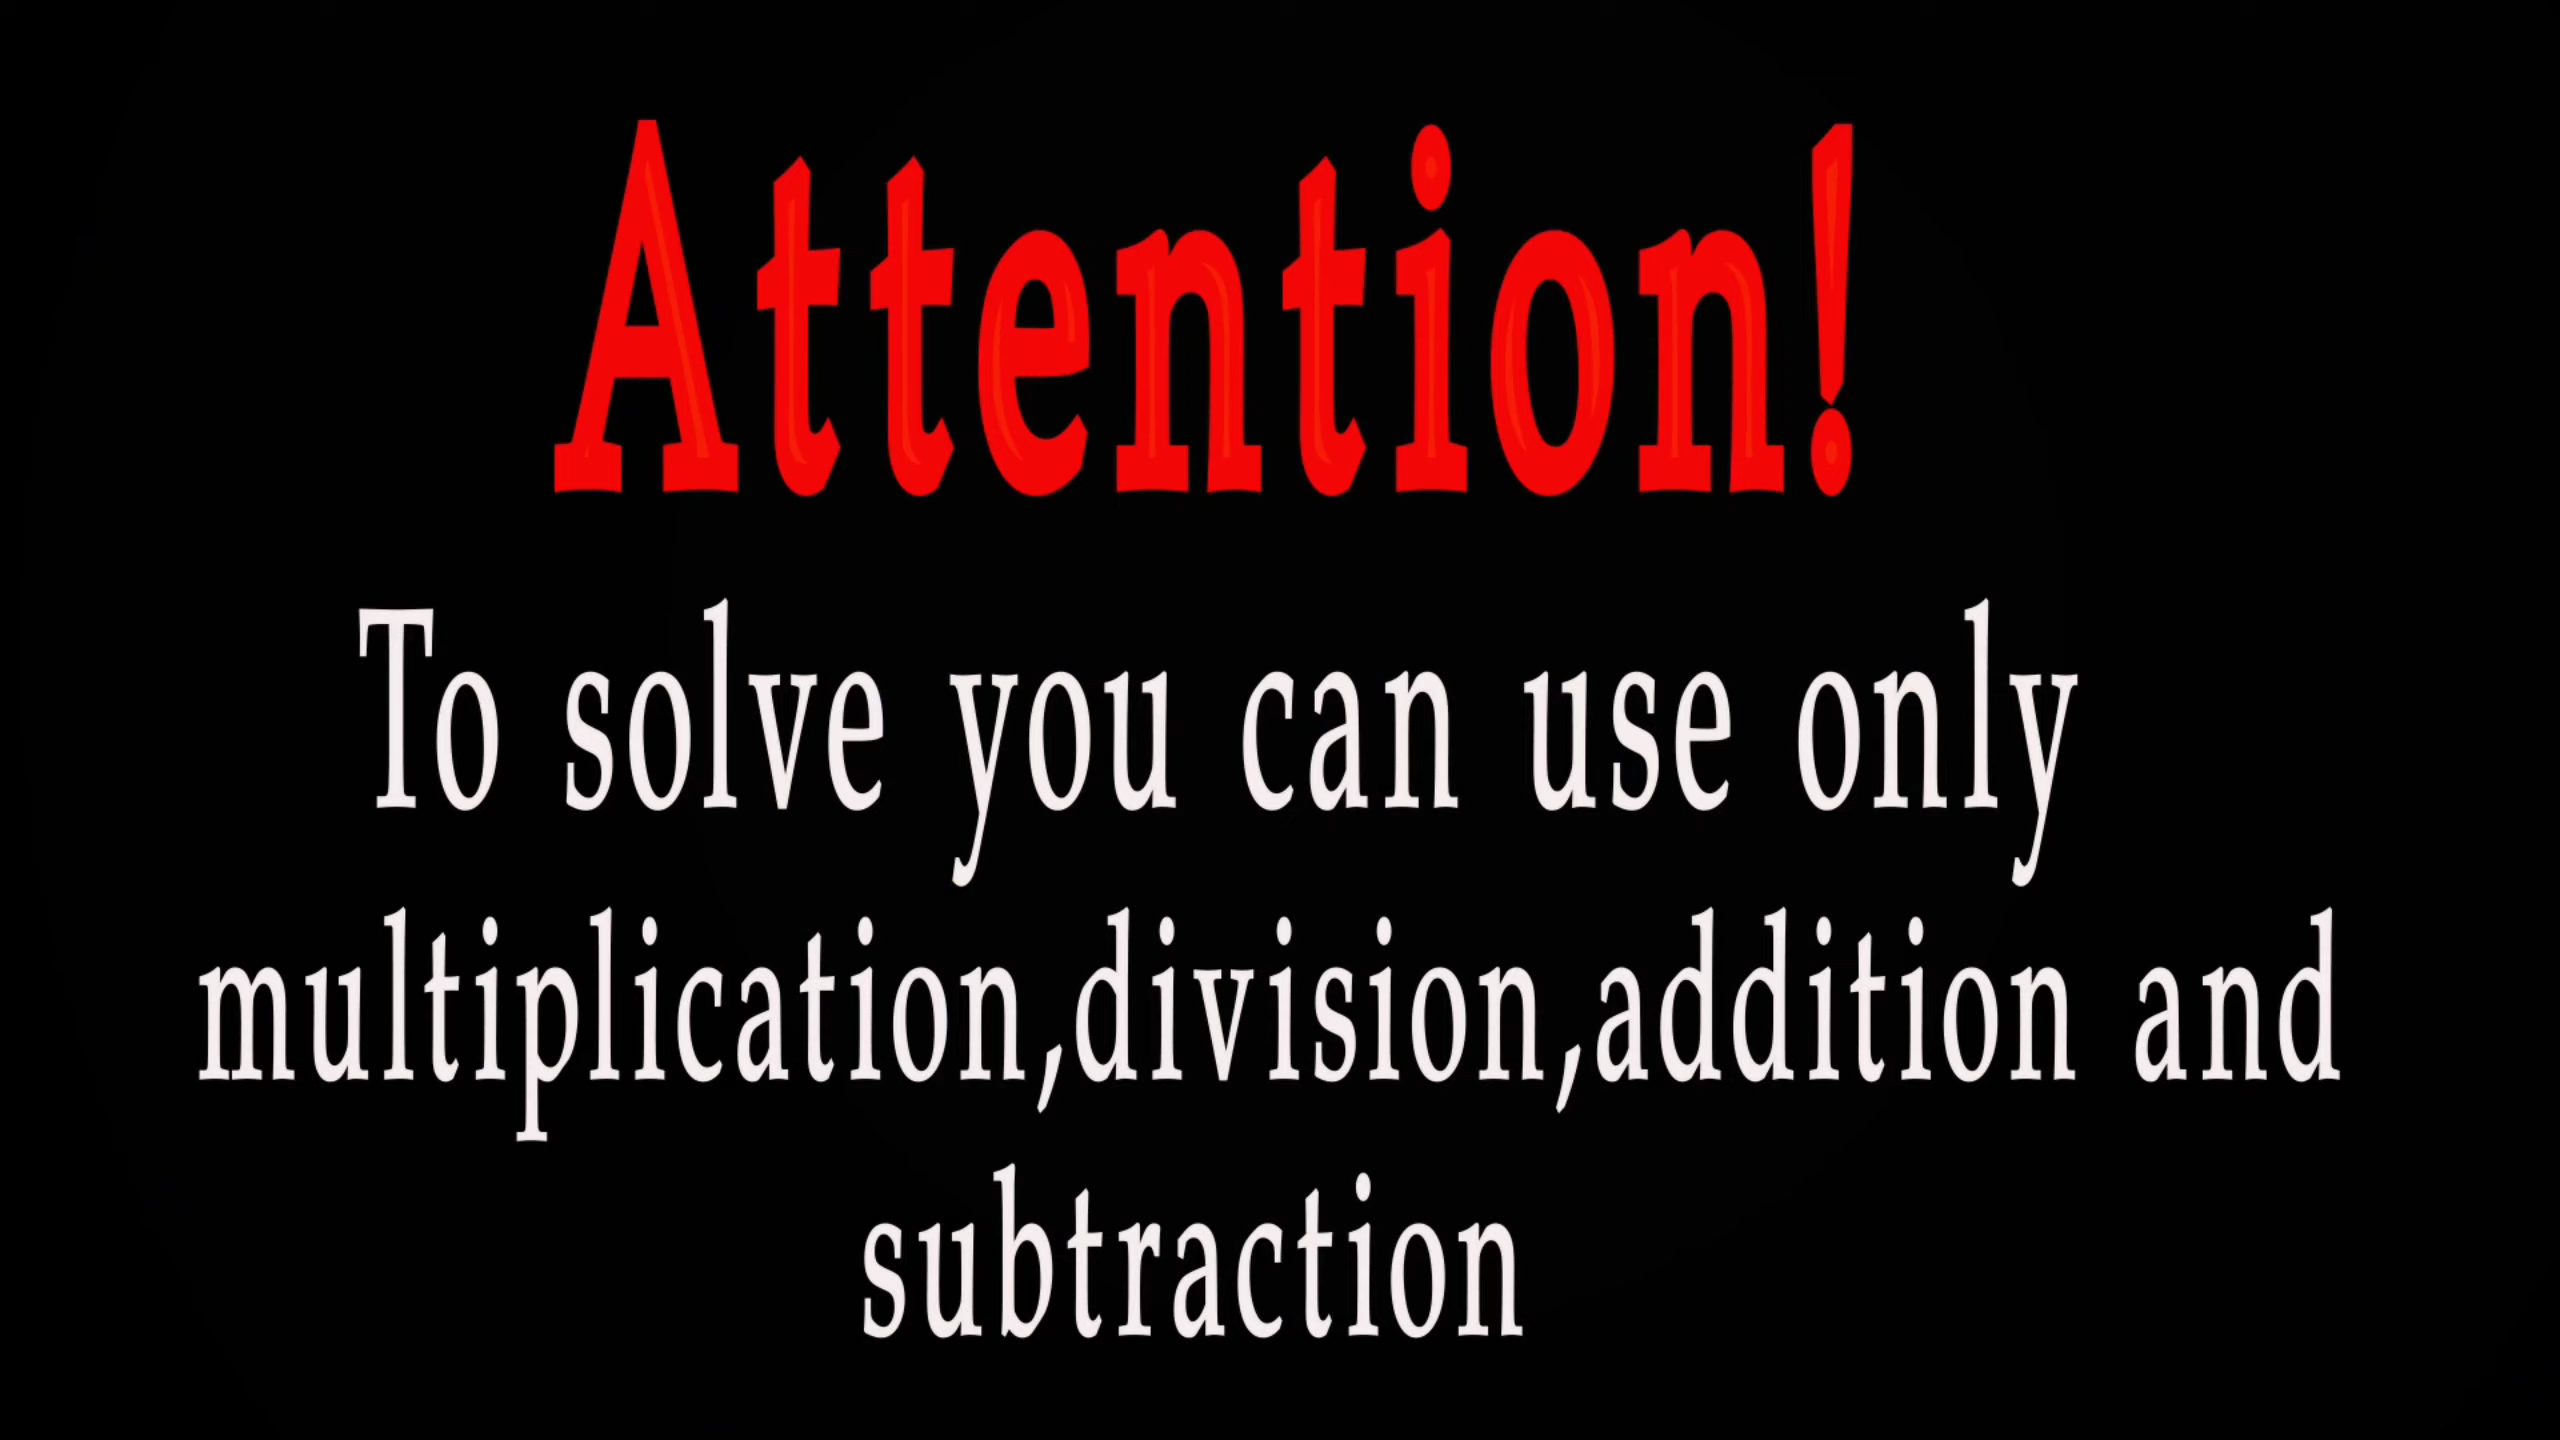 Attention!
To solve you can use only
multiplication,division,addition and
subtraction